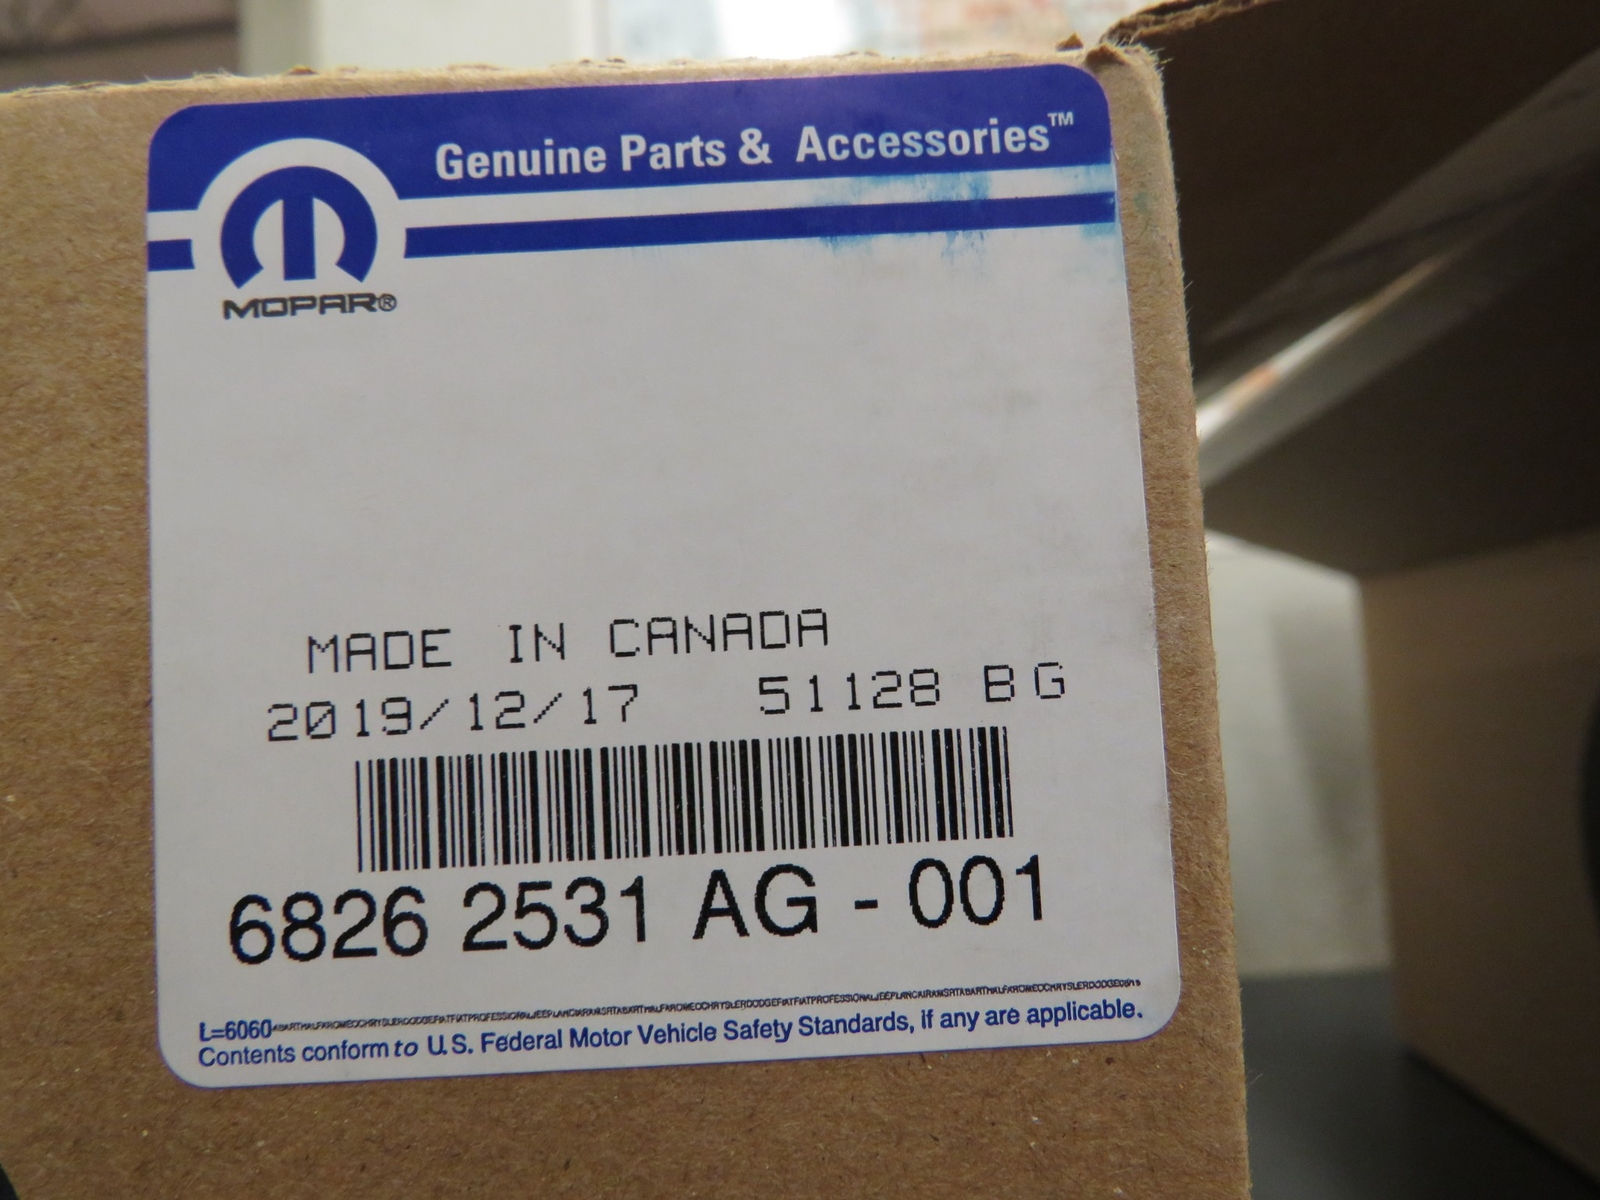 Genuine Parts & Accessories™
MOPAR®
MADE IN CANADA
2019/12/17 51128 BG
6826 2531 AG - 001
L=6060
Contents conform to U.S. Federal Motor Vehicle Safety Standards, if any are applicable.